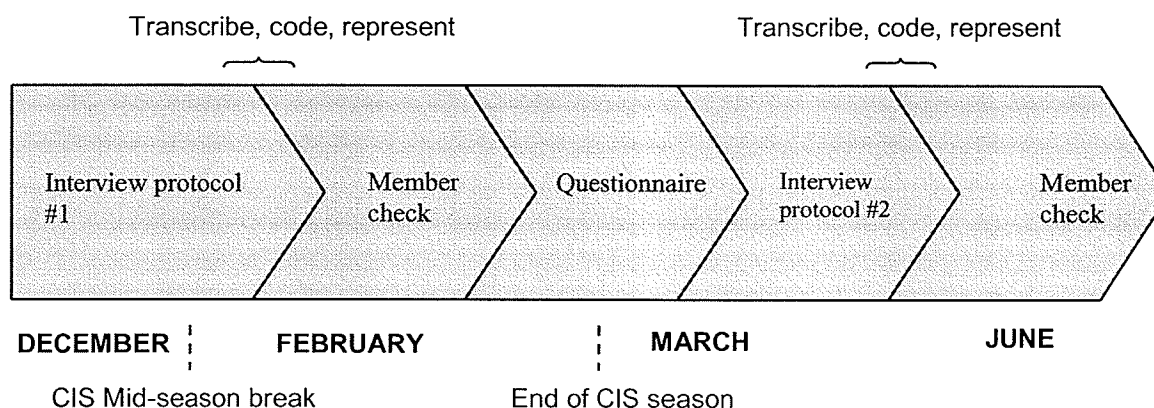 Transcribe, code, represent
Transcribe, code, represent
Interview protocol
#1
Member
check
Questionnaire
Interview
protocol #2
Member
check
DECEMBER
FEBRUARY
MARCH
JUNE
CIS Mid-season break
End of CIS season